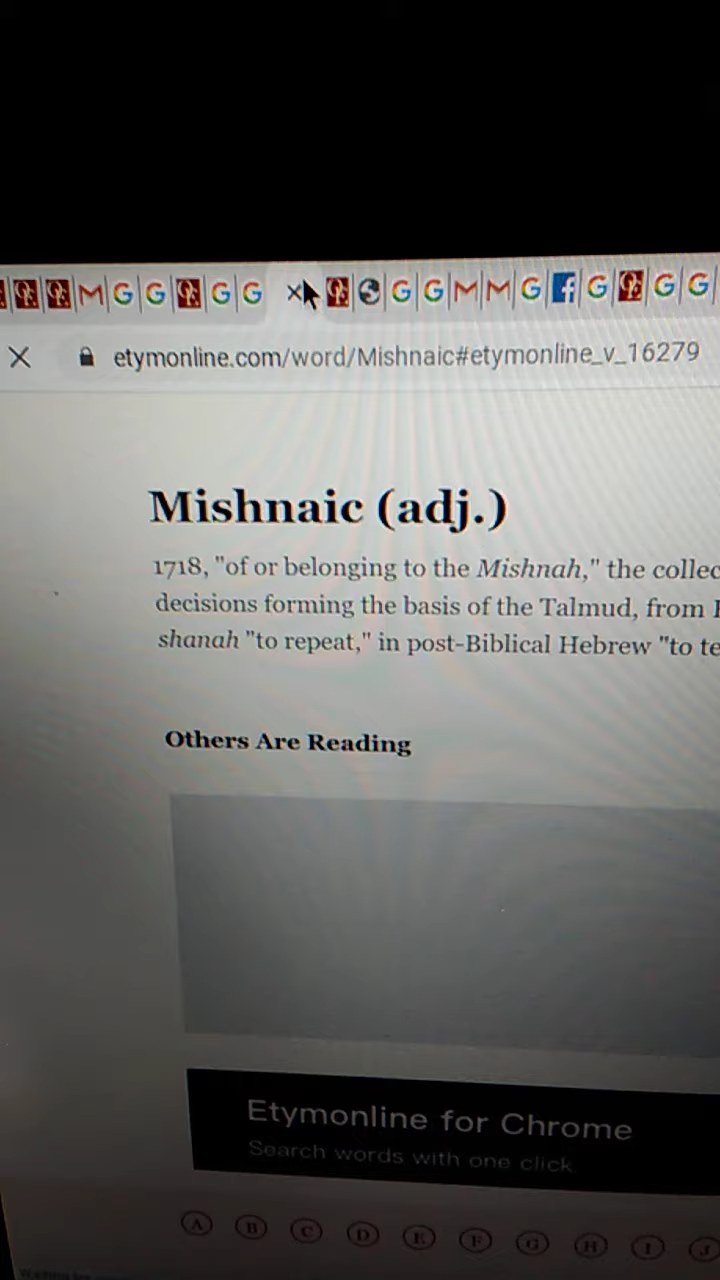 etymonline.com/word/Mishnaic#etymonline_v_16279
Mishnaic (adj.)
1718, "of or belonging to the Mishnah," the collec
decisions forming the basis of the Talmud, from
shanah "to repeat," in post-Biblical Hebrew "to te
Others Are Reading
Etymonline for Chrome
Search words with one click
A B C D E F G H I J